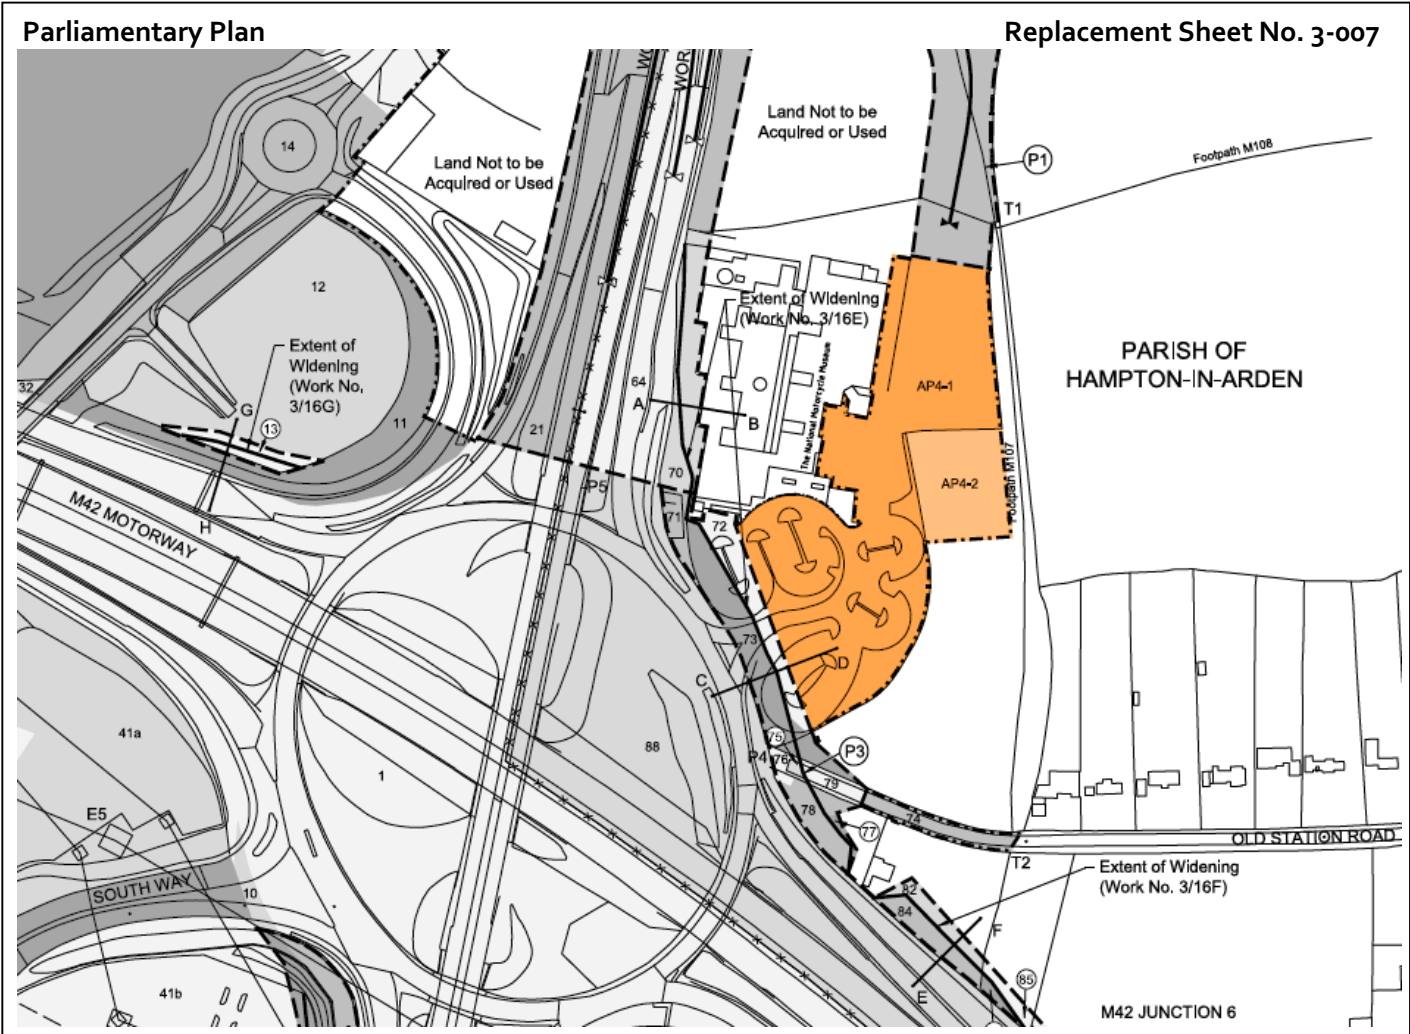 Parliamentary Plan
Replacement Sheet No. 3-007
WOR
Land Not to be
Acquired or Used
Land Not to be
Acquired or Used
14
P1
Footpath M108
T1
12
Extent of Widening
(Work No. 3/16E)
Extent of
Widening
(Work No.
3/16G)
PARISH OF
HAMPTON-IN-ARDEN
The National Motorcycle Museum
32
64
AP4-1
G
A
B
13
11
21
70
P5
AP4-2
Footpath M107
71
72
H
M42 MOTORWAY
73
D
C
41a
88
75
P3
P4
76
1
79
78
74
E5
77
OLD STATION ROAD
T2
Extent of Widening
(Work No. 3/16F)
SOUTH WAY
10
82
84
F
85
E
41b
M42 JUNCTION 6